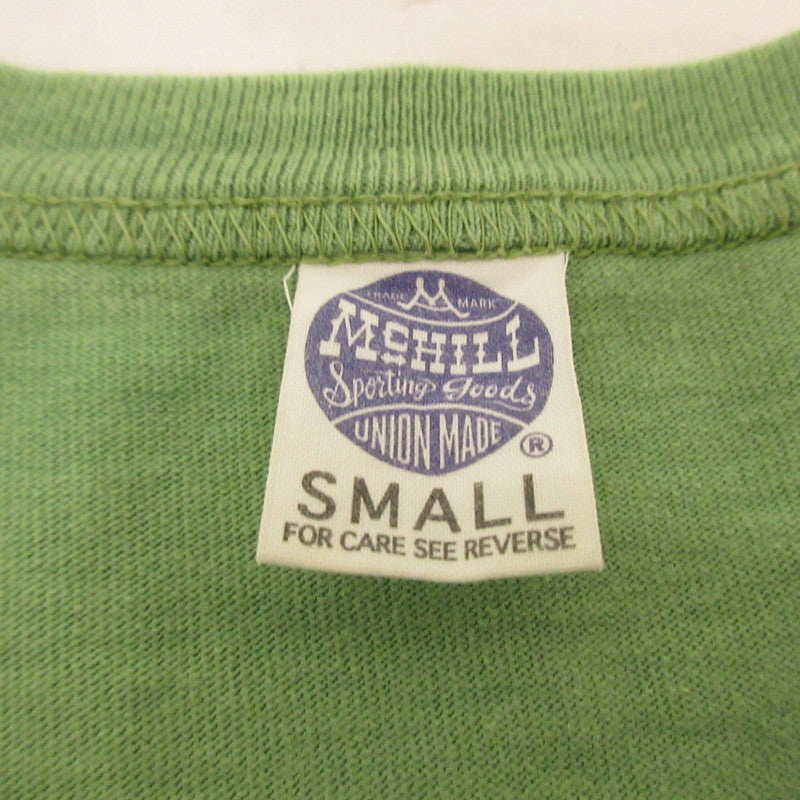 TRADE M MARK
McHILL
Sporting Goods
UNION MADE
®
SMALL
FOR CARE SEE REVERSE